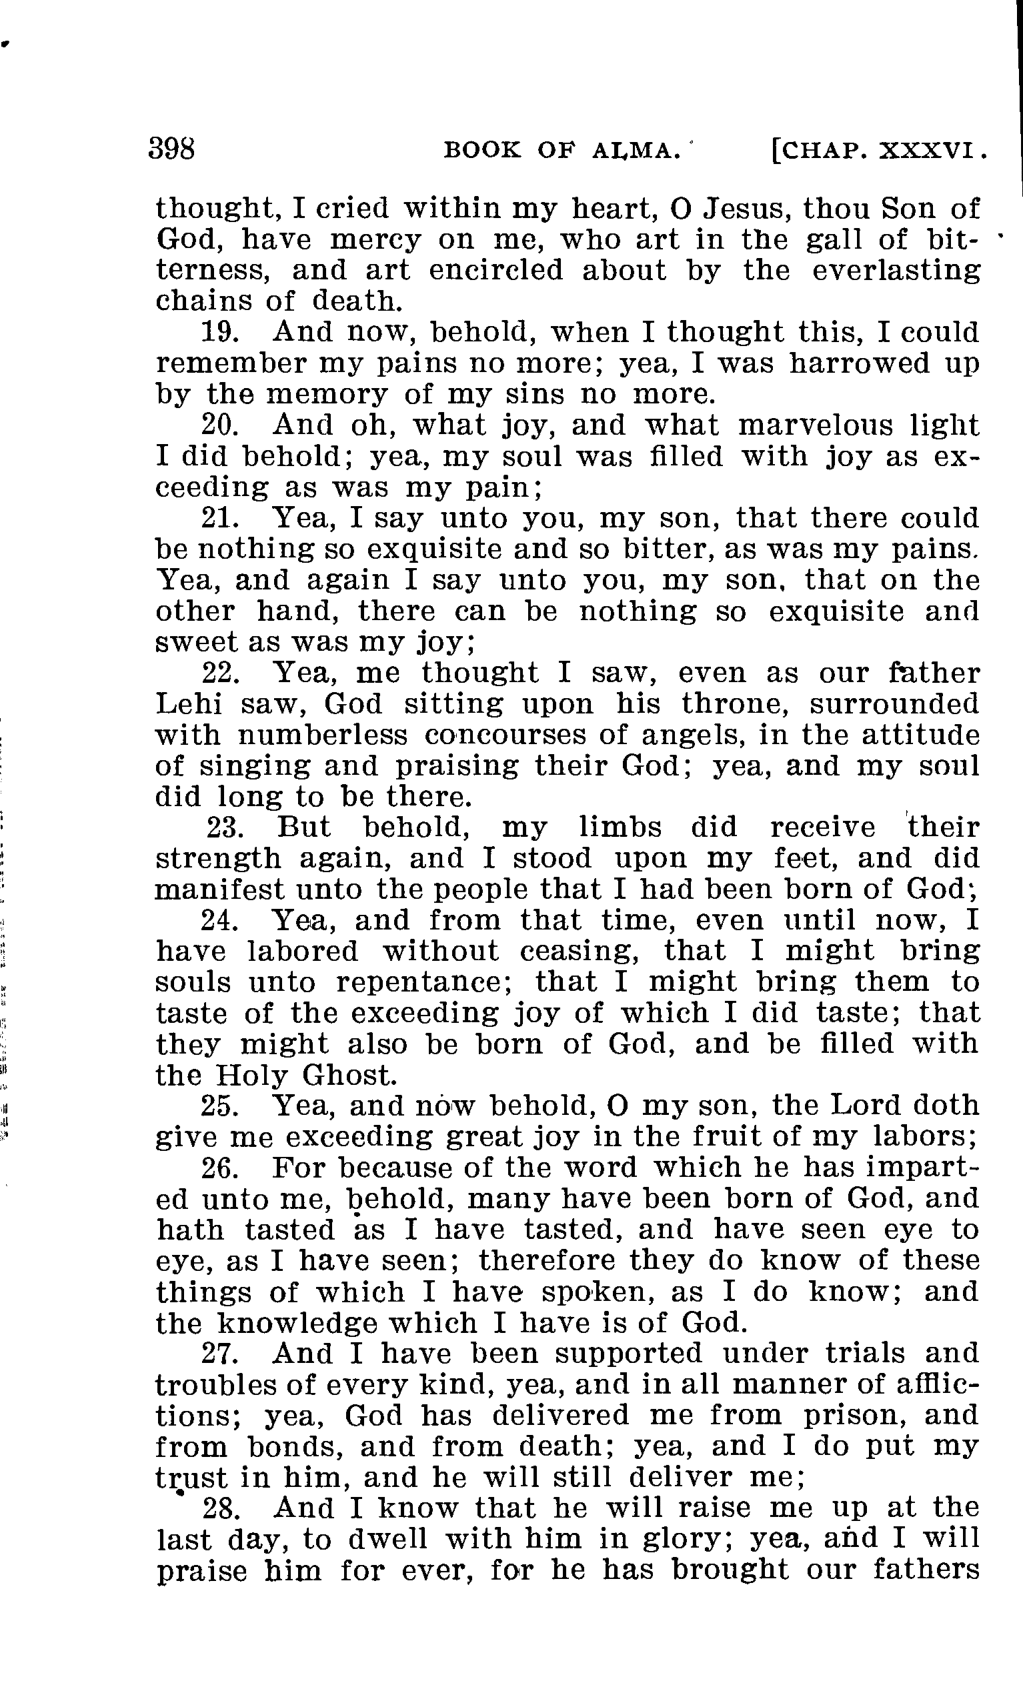 398 BOOK OF ALMA. [CHAP. XXXVI.
thought, I cried within my heart, O Jesus, thou Son of
God, have mercy on me, who art in the gall of bit-
terness, and art encircled about by the everlasting
chains of death.
19. And now, behold, when I thought this, I could
remember my pains no more; yea, I was harrowed up
by the memory of my sins no more.
20. And oh, what joy, and what marvelous light
I did behold; yea, my soul was filled with joy as ex-
ceeding as was my pain;
21. Yea, I say unto you, my son, that there could
be nothing so exquisite and so bitter, as was my pains.
Yea, and again I say unto you, my son, that on the
other hand, there can be nothing so exquisite and
sweet as was my joy;
22. Yea, me thought I saw, even as our father
Lehi saw, God sitting upon his throne, surrounded
with numberless concourses of angels, in the attitude
of singing and praising their God; yea, and my soul
did long to be there.
23. But behold, my limbs did receive their
strength again, and I stood upon my feet, and did
manifest unto the people that I had been born of God;
24. Yea, and from that time, even until now, I
have labored without ceasing, that I might bring
souls unto repentance; that I might bring them to
taste of the exceeding joy of which I did taste; that
they might also be born of God, and be filled with
the Holy Ghost.
25. Yea, and now behold, O my son, the Lord doth
give me exceeding great joy in the fruit of my labors;
26. For because of the word which he has impart-
ed unto me, behold, many have been born of God, and
hath tasted as I have tasted, and have seen eye to
eye, as I have seen; therefore they do know of these
things of which I have spoken, as I do know; and
the knowledge which I have is of God.
27. And I have been supported under trials and
troubles of every kind, yea, and in all manner of afflic-
tions; yea, God has delivered me from prison, and
from bonds, and from death; yea, and I do put my
trust in him, and he will still deliver me;
28. And I know that he will raise me up at the
last day, to dwell with him in glory; yea, and I will
praise him for ever, for he has brought our fathers